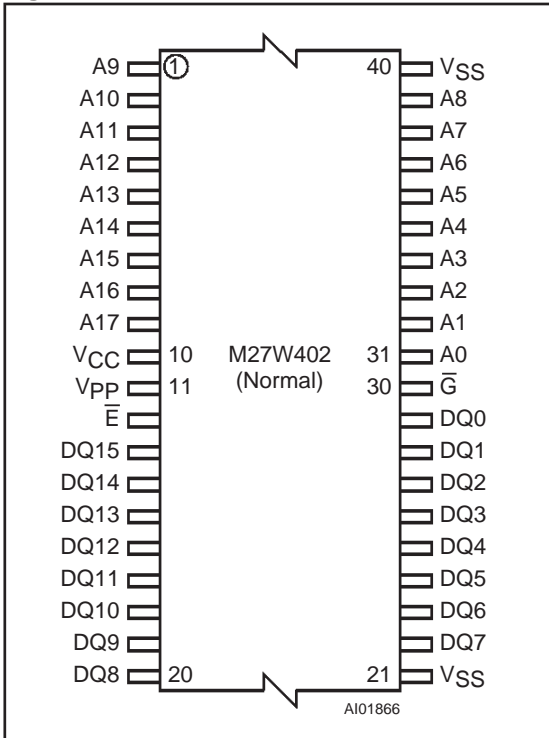 A9 1 40 VSS
A10 A8
A11 A7
A12 A6
A13 A5
A14 A4
A15 A3
A16 A2
A17 A1
VCC 10 M27W402 31 A0
VPP 11 (Normal) 30 G̅
E̅ DQ0
DQ15 DQ1
DQ14 DQ2
DQ13 DQ3
DQ12 DQ4
DQ11 DQ5
DQ10 DQ6
DQ9 DQ7
DQ8 20 21 VSS
AI01866